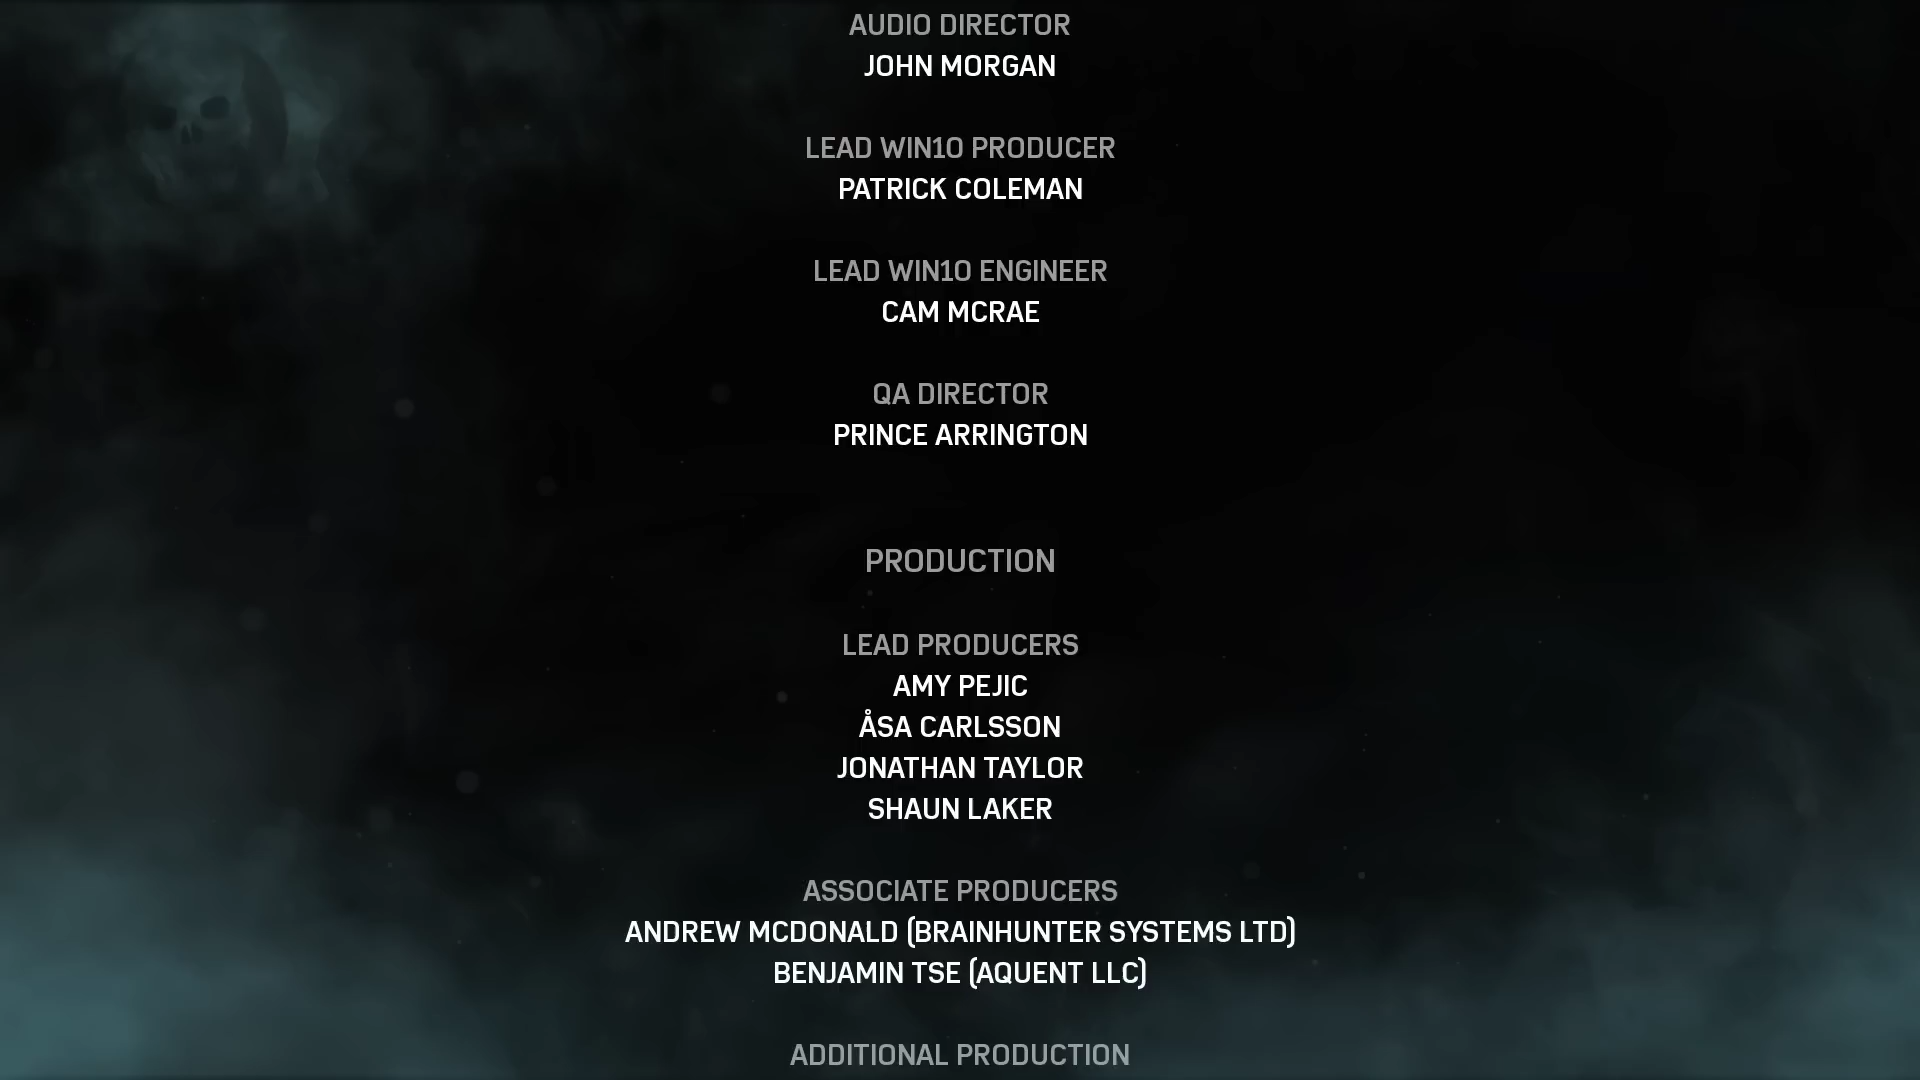 AUDIO DIRECTOR
JOHN MORGAN
LEAD WIN10 PRODUCER
PATRICK COLEMAN
LEAD WIN10 ENGINEER
CAM MCRAE
QA DIRECTOR
PRINCE ARRINGTON
PRODUCTION
LEAD PRODUCERS
AMY PEJIC
ÅSA CARLSSON
JONATHAN TAYLOR
SHAUN LAKER
ASSOCIATE PRODUCERS
ANDREW MCDONALD (BRAINHUNTER SYSTEMS LTD)
BENJAMIN TSE (AQUENT LLC)
ADDITIONAL PRODUCTION